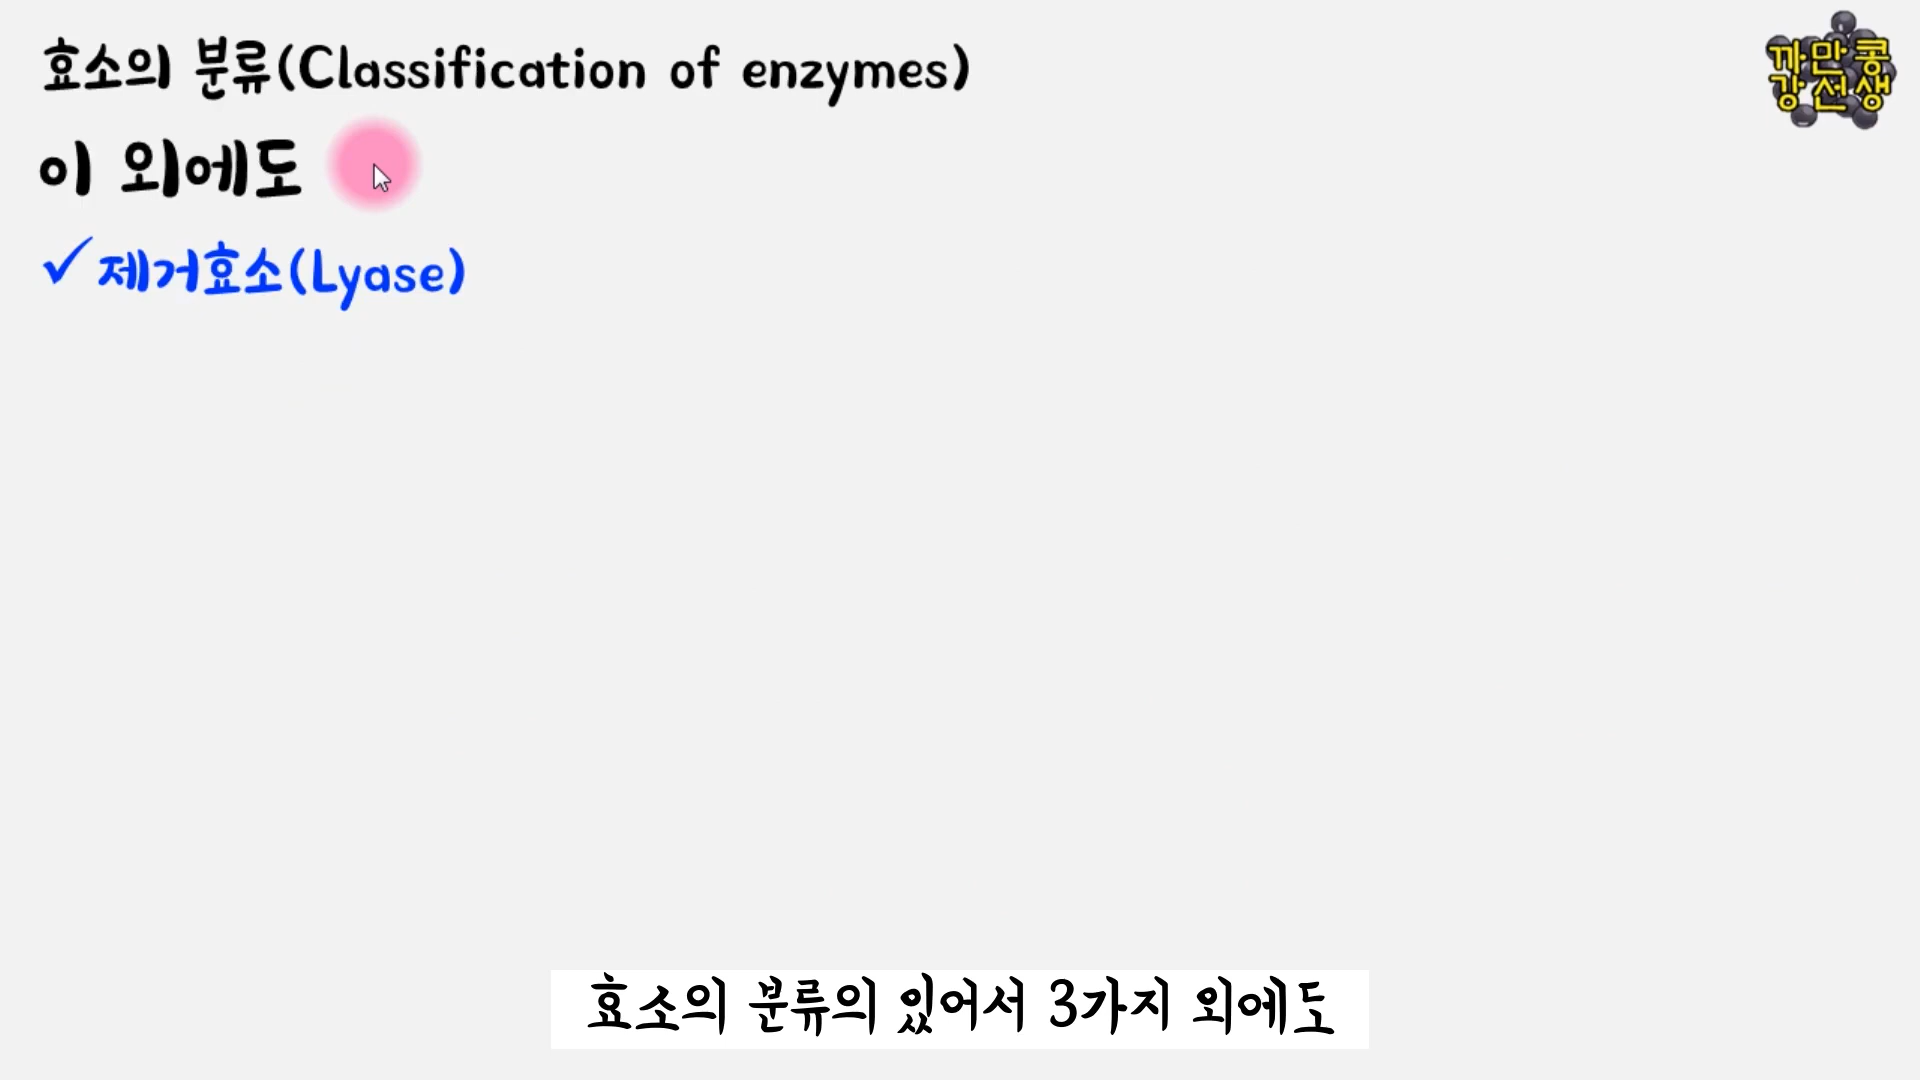 효소의 분류(Classification of enzymes)
까만콩
강선생
이 외에도
✓제거효소(Lyase)
효소의 분류의 있어서 3가지 외에도